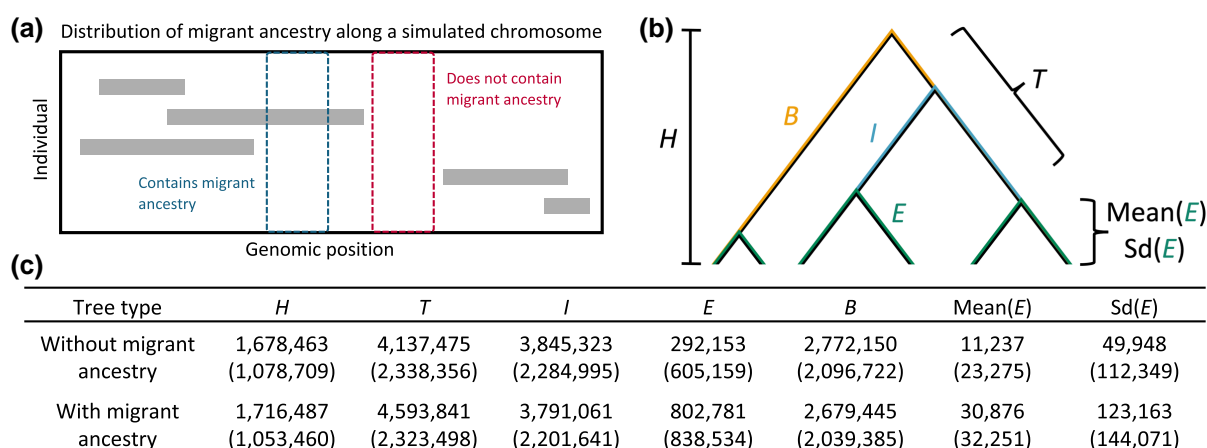 (a)
Distribution of migrant ancestry along a simulated chromosome
Individual
Does not contain
migrant ancestry
Contains migrant
ancestry
Genomic position
(b)
H
B
I
T
E
Mean(E)
Sd(E)
(c)
Tree type H T I E B Mean(E) Sd(E)
Without migrant 1,678,463 4,137,475 3,845,323 292,153 2,772,150 11,237 49,948
ancestry (1,078,709) (2,338,356) (2,284,995) (605,159) (2,096,722) (23,275) (112,349)
With migrant 1,716,487 4,593,841 3,791,061 802,781 2,679,445 30,876 123,163
ancestry (1,053,460) (2,323,498) (2,201,641) (838,534) (2,039,385) (32,251) (144,071)